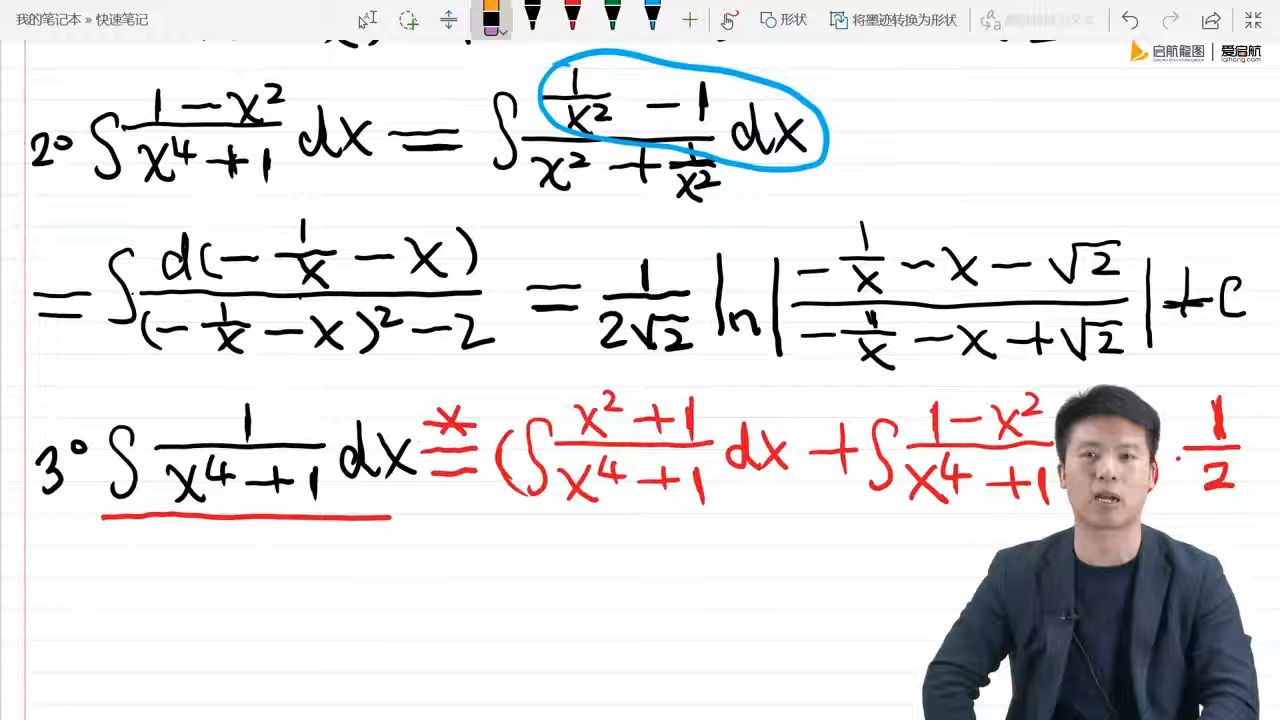 我的笔记本 » 快速笔记
形状 将墨迹转换为形状
启航龍图 | 爱启航
iqihang.com
2° ∫ (1-x²)/(x⁴+1) dx = ∫ (1/x² - 1)/(x² + 1/x²) dx
= ∫ d(-1/x - x)/((-1/x - x)² - 2) = 1/(2√2) ln |(-1/x - x - √2)/(-1/x - x + √2)| + C
3° ∫ 1/(x⁴+1) dx =* (∫ (x²+1)/(x⁴+1) dx + ∫ (1-x²)/(x⁴+1) · 1/2